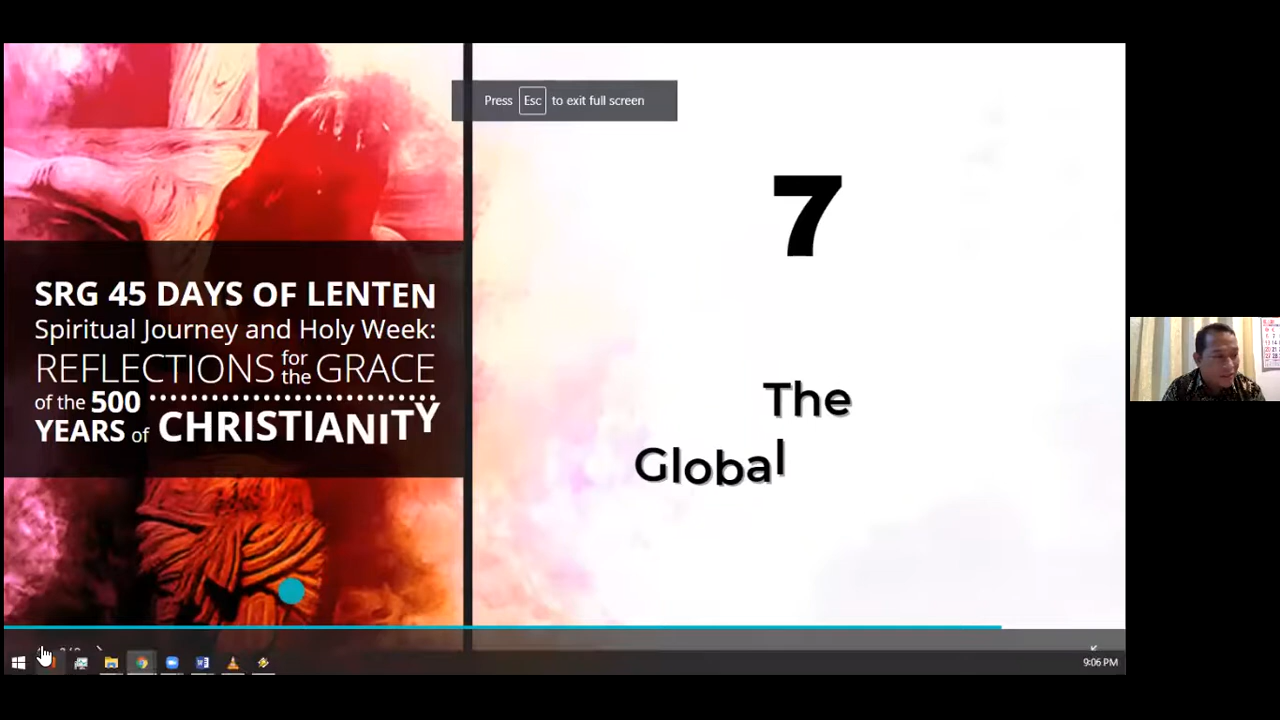 Press Esc to exit full screen
7
SRG 45 DAYS OF LENTEN
Spiritual Journey and Holy Week:
REFLECTIONS for the GRACE
of the 500
YEARS of CHRISTIANITY
The
Global
9:06 PM